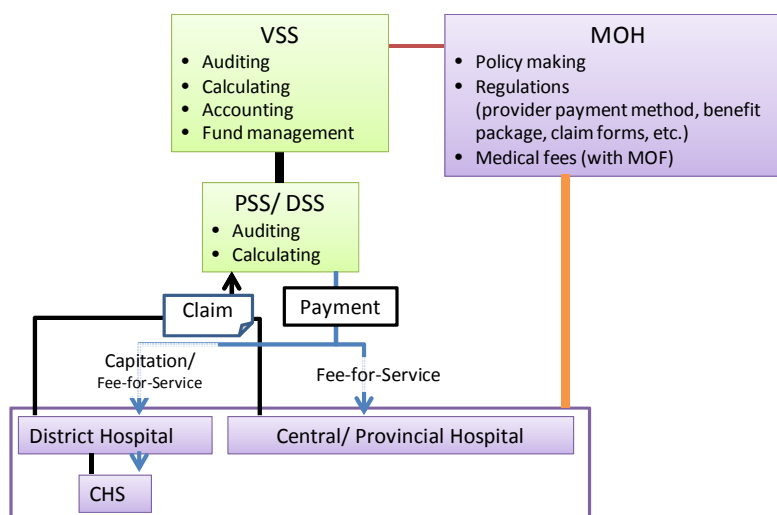 VSS
• Auditing
• Calculating
• Accounting
• Fund management
MOH
• Policy making
• Regulations
(provider payment method, benefit
package, claim forms, etc.)
• Medical fees (with MOF)
PSS/ DSS
• Auditing
• Calculating
Claim
Payment
Capitation/
Fee-for-Service
Fee-for-Service
District Hospital
Central/ Provincial Hospital
CHS